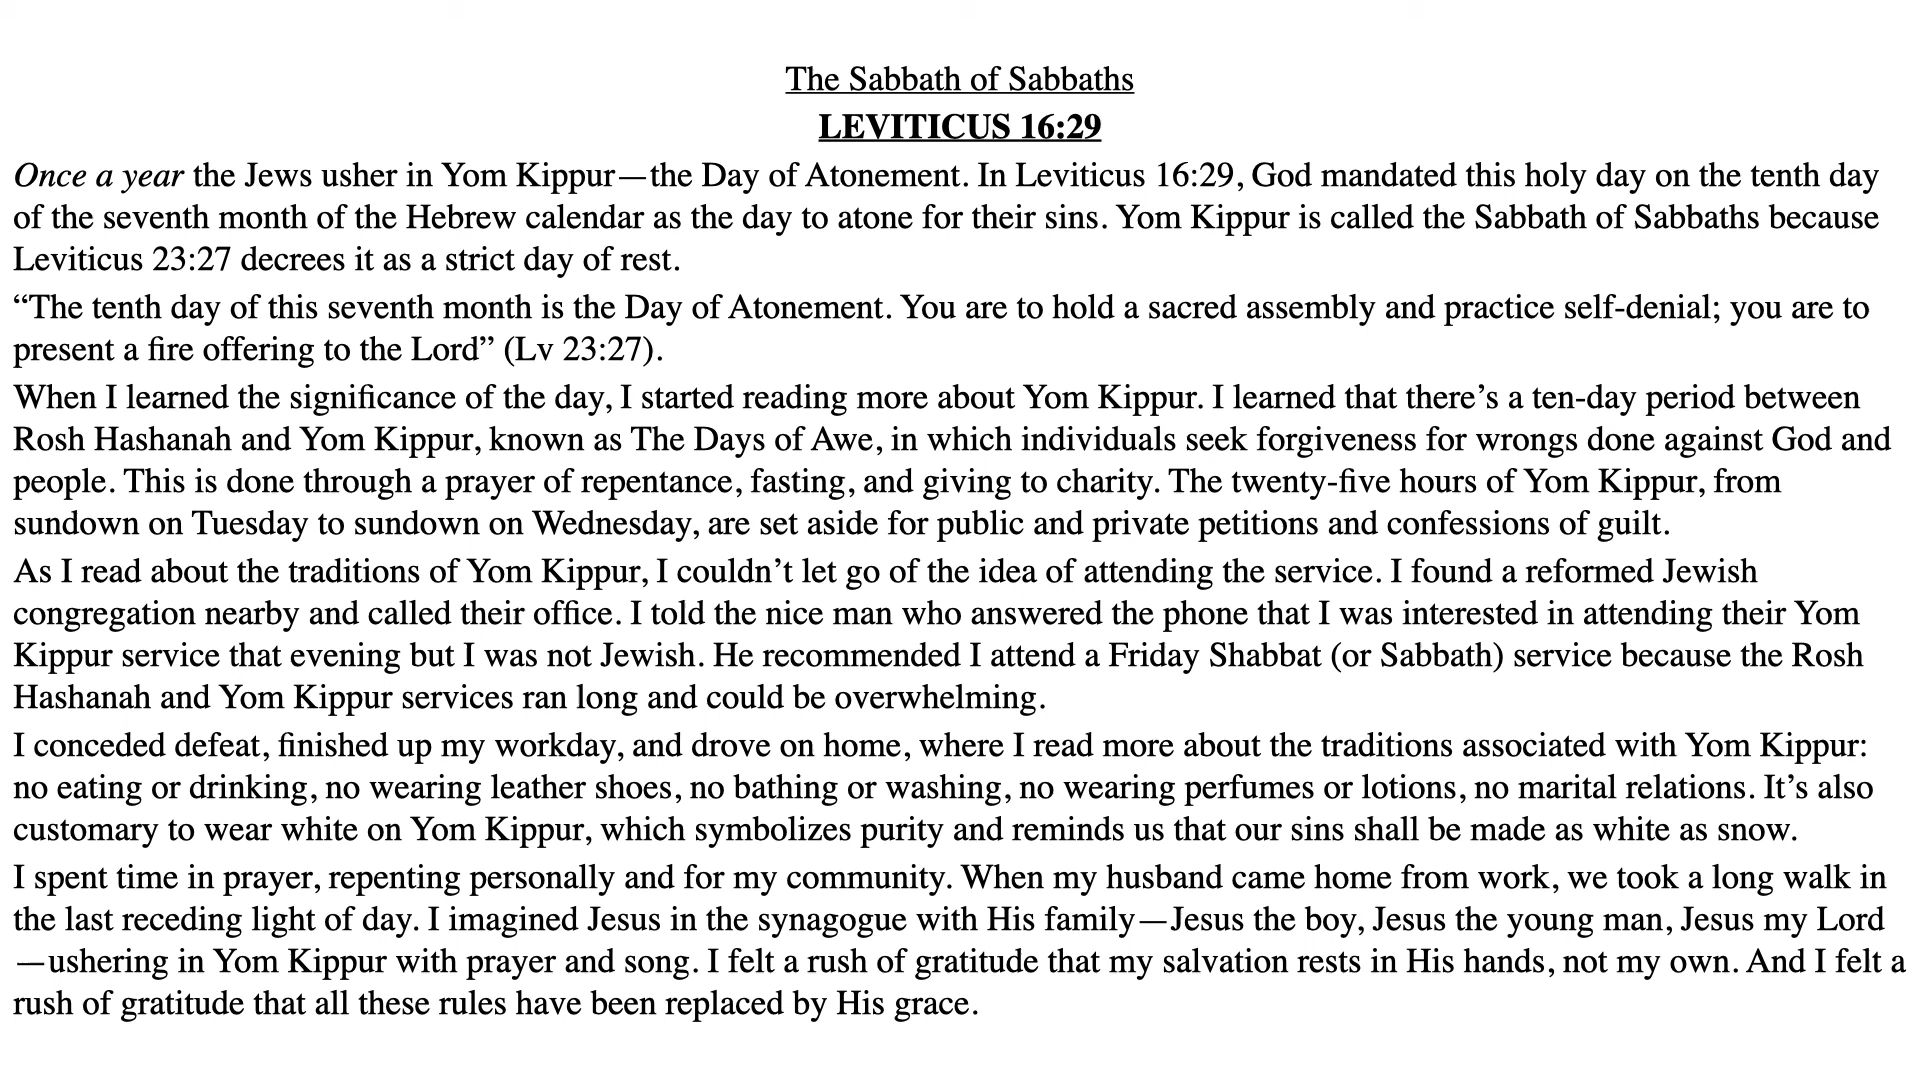 The Sabbath of Sabbaths
LEVITICUS 16:29
Once a year the Jews usher in Yom Kippur—the Day of Atonement. In Leviticus 16:29, God mandated this holy day on the tenth day
of the seventh month of the Hebrew calendar as the day to atone for their sins. Yom Kippur is called the Sabbath of Sabbaths because
Leviticus 23:27 decrees it as a strict day of rest.
“The tenth day of this seventh month is the Day of Atonement. You are to hold a sacred assembly and practice self-denial; you are to
present a fire offering to the Lord” (Lv 23:27).
When I learned the significance of the day, I started reading more about Yom Kippur. I learned that there’s a ten-day period between
Rosh Hashanah and Yom Kippur, known as The Days of Awe, in which individuals seek forgiveness for wrongs done against God and
people. This is done through a prayer of repentance, fasting, and giving to charity. The twenty-five hours of Yom Kippur, from
sundown on Tuesday to sundown on Wednesday, are set aside for public and private petitions and confessions of guilt.
As I read about the traditions of Yom Kippur, I couldn’t let go of the idea of attending the service. I found a reformed Jewish
congregation nearby and called their office. I told the nice man who answered the phone that I was interested in attending their Yom
Kippur service that evening but I was not Jewish. He recommended I attend a Friday Shabbat (or Sabbath) service because the Rosh
Hashanah and Yom Kippur services ran long and could be overwhelming.
I conceded defeat, finished up my workday, and drove on home, where I read more about the traditions associated with Yom Kippur:
no eating or drinking, no wearing leather shoes, no bathing or washing, no wearing perfumes or lotions, no marital relations. It’s also
customary to wear white on Yom Kippur, which symbolizes purity and reminds us that our sins shall be made as white as snow.
I spent time in prayer, repenting personally and for my community. When my husband came home from work, we took a long walk in
the last receding light of day. I imagined Jesus in the synagogue with His family—Jesus the boy, Jesus the young man, Jesus my Lord
—ushering in Yom Kippur with prayer and song. I felt a rush of gratitude that my salvation rests in His hands, not my own. And I felt a
rush of gratitude that all these rules have been replaced by His grace.